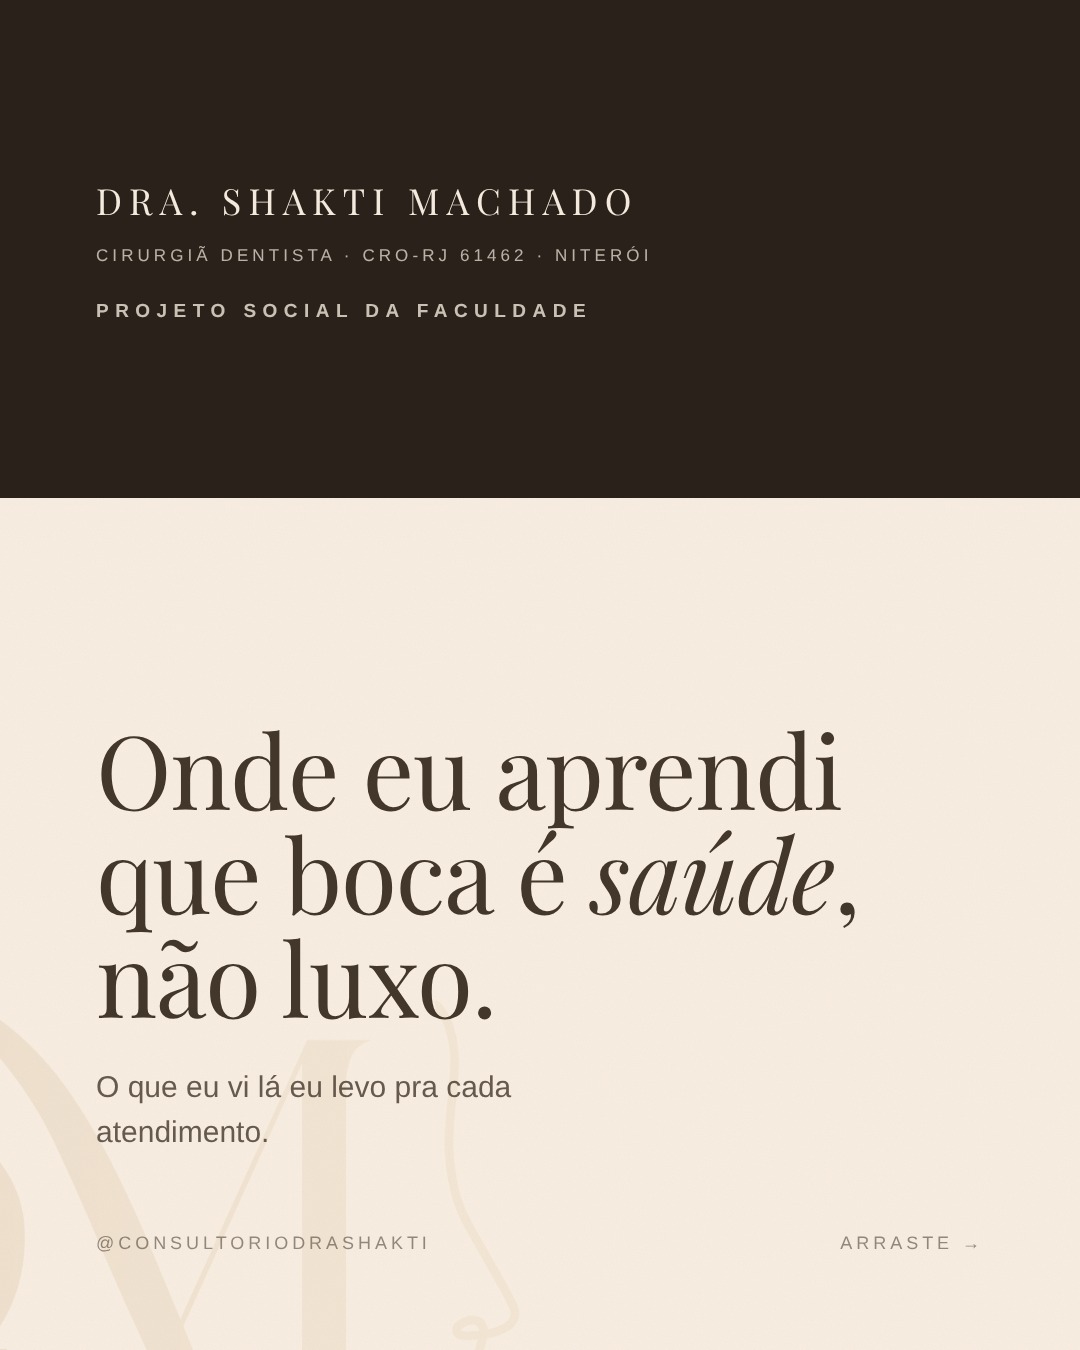 DRA. SHAKTI MACHADO
CIRURGIÃ DENTISTA · CRO-RJ 61462 · NITERÓI
PROJETO SOCIAL DA FACULDADE
Onde eu aprendi
que boca é saúde,
não luxo.
O que eu vi lá eu levo pra cada
atendimento.
@CONSULTORIODRASHAKTI
ARRASTE →